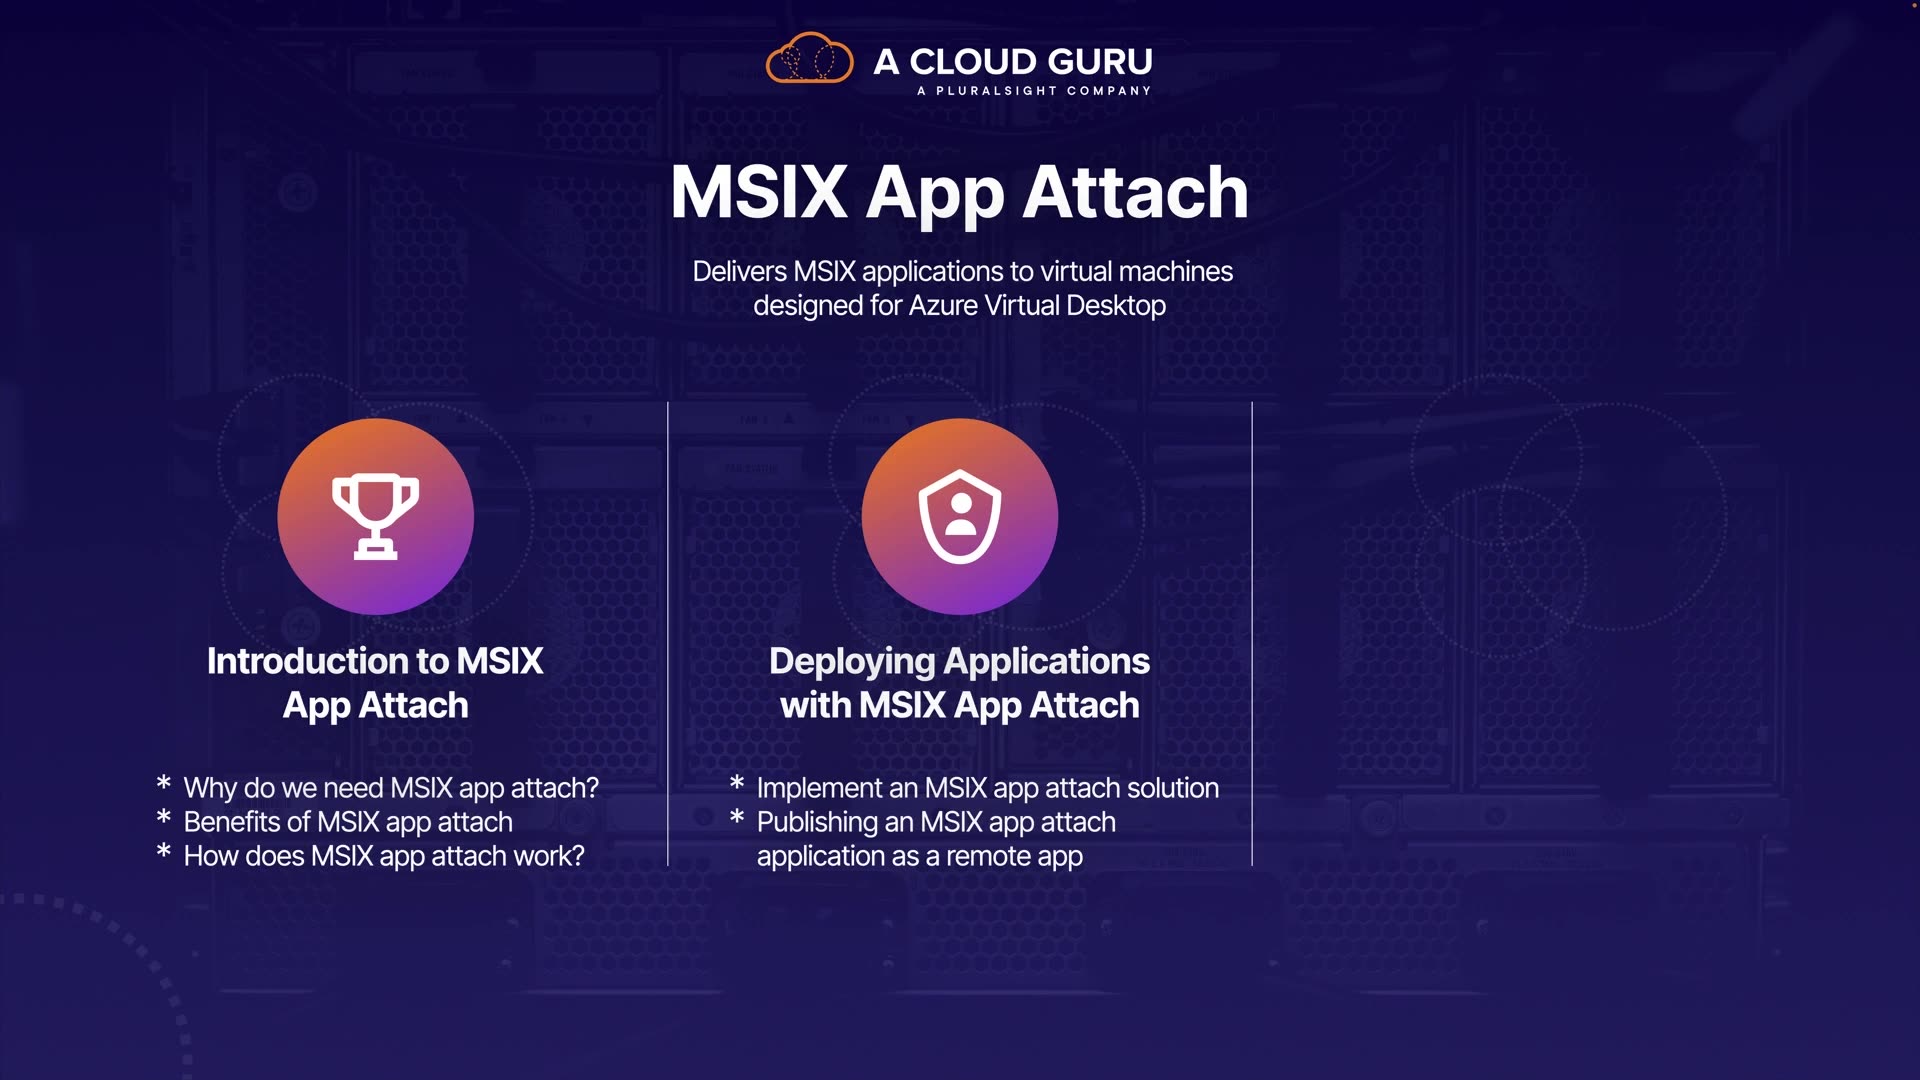 A CLOUD GURU
A PLURALSIGHT COMPANY
MSIX App Attach
Delivers MSIX applications to virtual machines
designed for Azure Virtual Desktop
Introduction to MSIX
App Attach
* Why do we need MSIX app attach?
* Benefits of MSIX app attach
* How does MSIX app attach work?
Deploying Applications
with MSIX App Attach
* Implement an MSIX app attach solution
* Publishing an MSIX app attach
application as a remote app